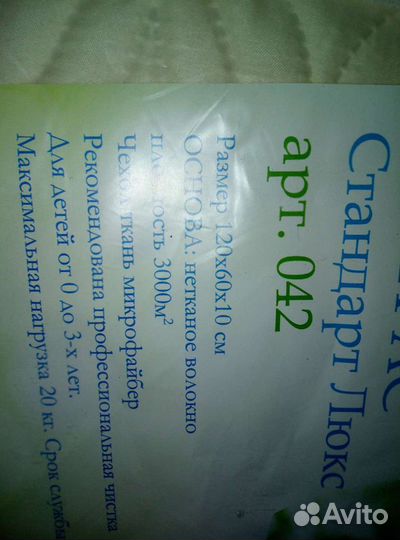 Стандарт Люкс
арт. 042
Размер 120х60х10 см
ОСНОВА: нетканое волокно
плотность 3000м²
Чехол ткань микрофайбер
Рекомендована профессиональная чистка
Для детей от 0 до 3-х лет.
Максимальная нагрузка 20 кг. Срок службы
Avito